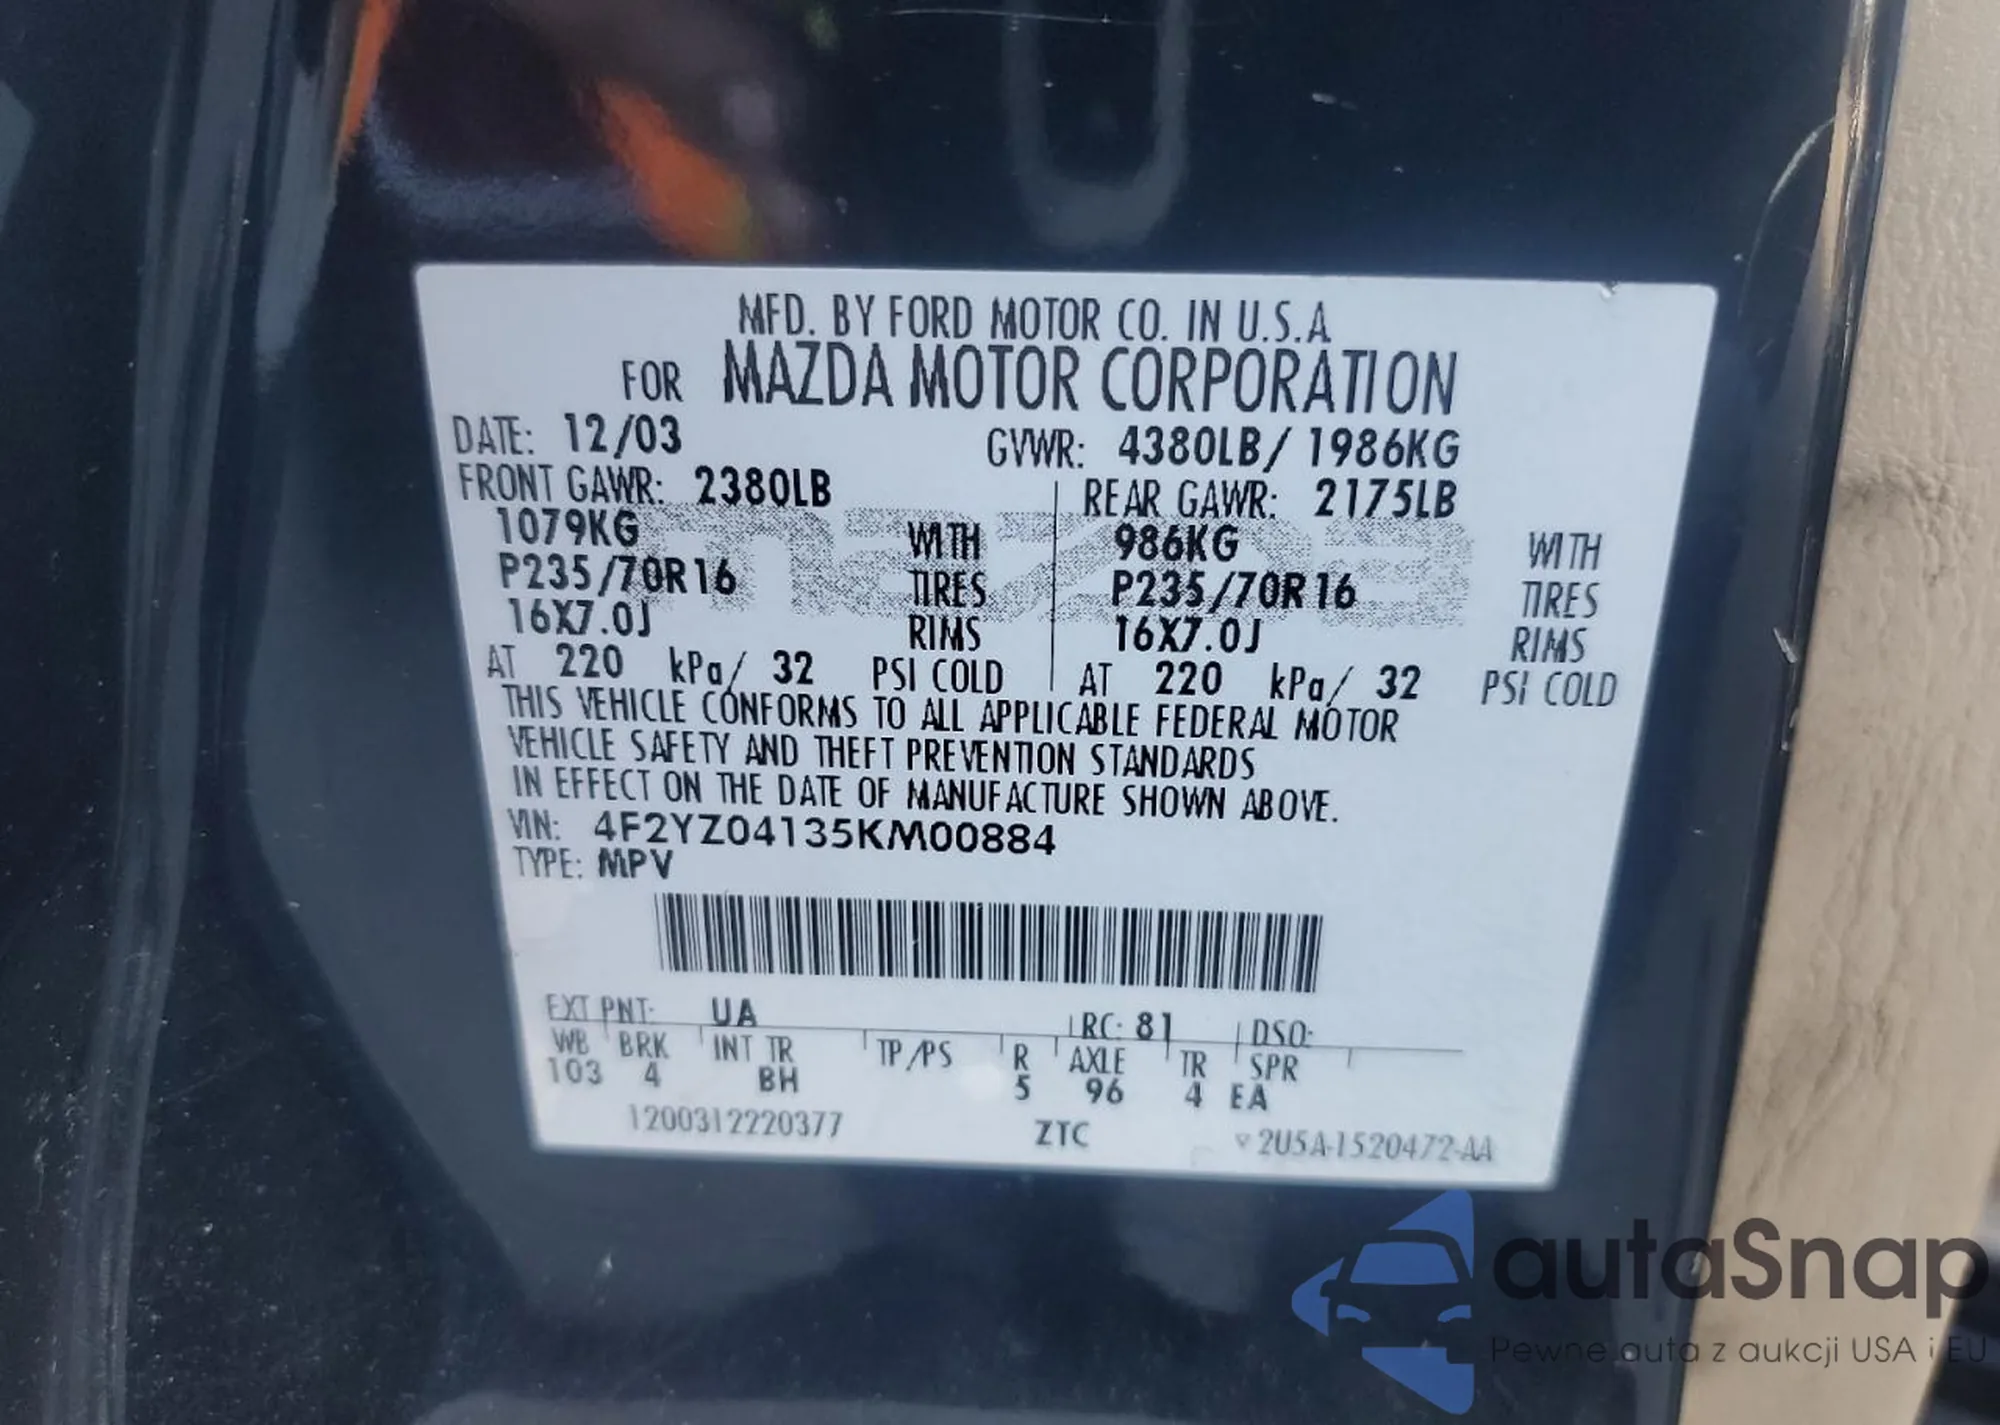 MFD. BY FORD MOTOR CO. IN U.S.A
FOR MAZDA MOTOR CORPORATION
DATE: 12/03 GVWR: 4380LB/ 1986KG
FRONT GAWR: 2380LB REAR GAWR: 2175LB
1079KG WITH 986KG WITH
P235/70R16 TIRES P235/70R16 TIRES
16X7.0J RIMS 16X7.0J RIMS
AT 220 kPa/ 32 PSI COLD AT 220 kPa/ 32 PSI COLD
THIS VEHICLE CONFORMS TO ALL APPLICABLE FEDERAL MOTOR
VEHICLE SAFETY AND THEFT PREVENTION STANDARDS
IN EFFECT ON THE DATE OF MANUFACTURE SHOWN ABOVE.
VIN: 4F2YZ04135KM00884
TYPE: MPV
EXT PNT: UA RC: 81 DSO:
WB BRK INT TR TP/PS R AXLE TR SPR
103 4 BH 5 96 4 EA
1200312220377 ZTC 2U5A-1520472-AA
autaSnap
Pewne auta z aukcji USA i EU